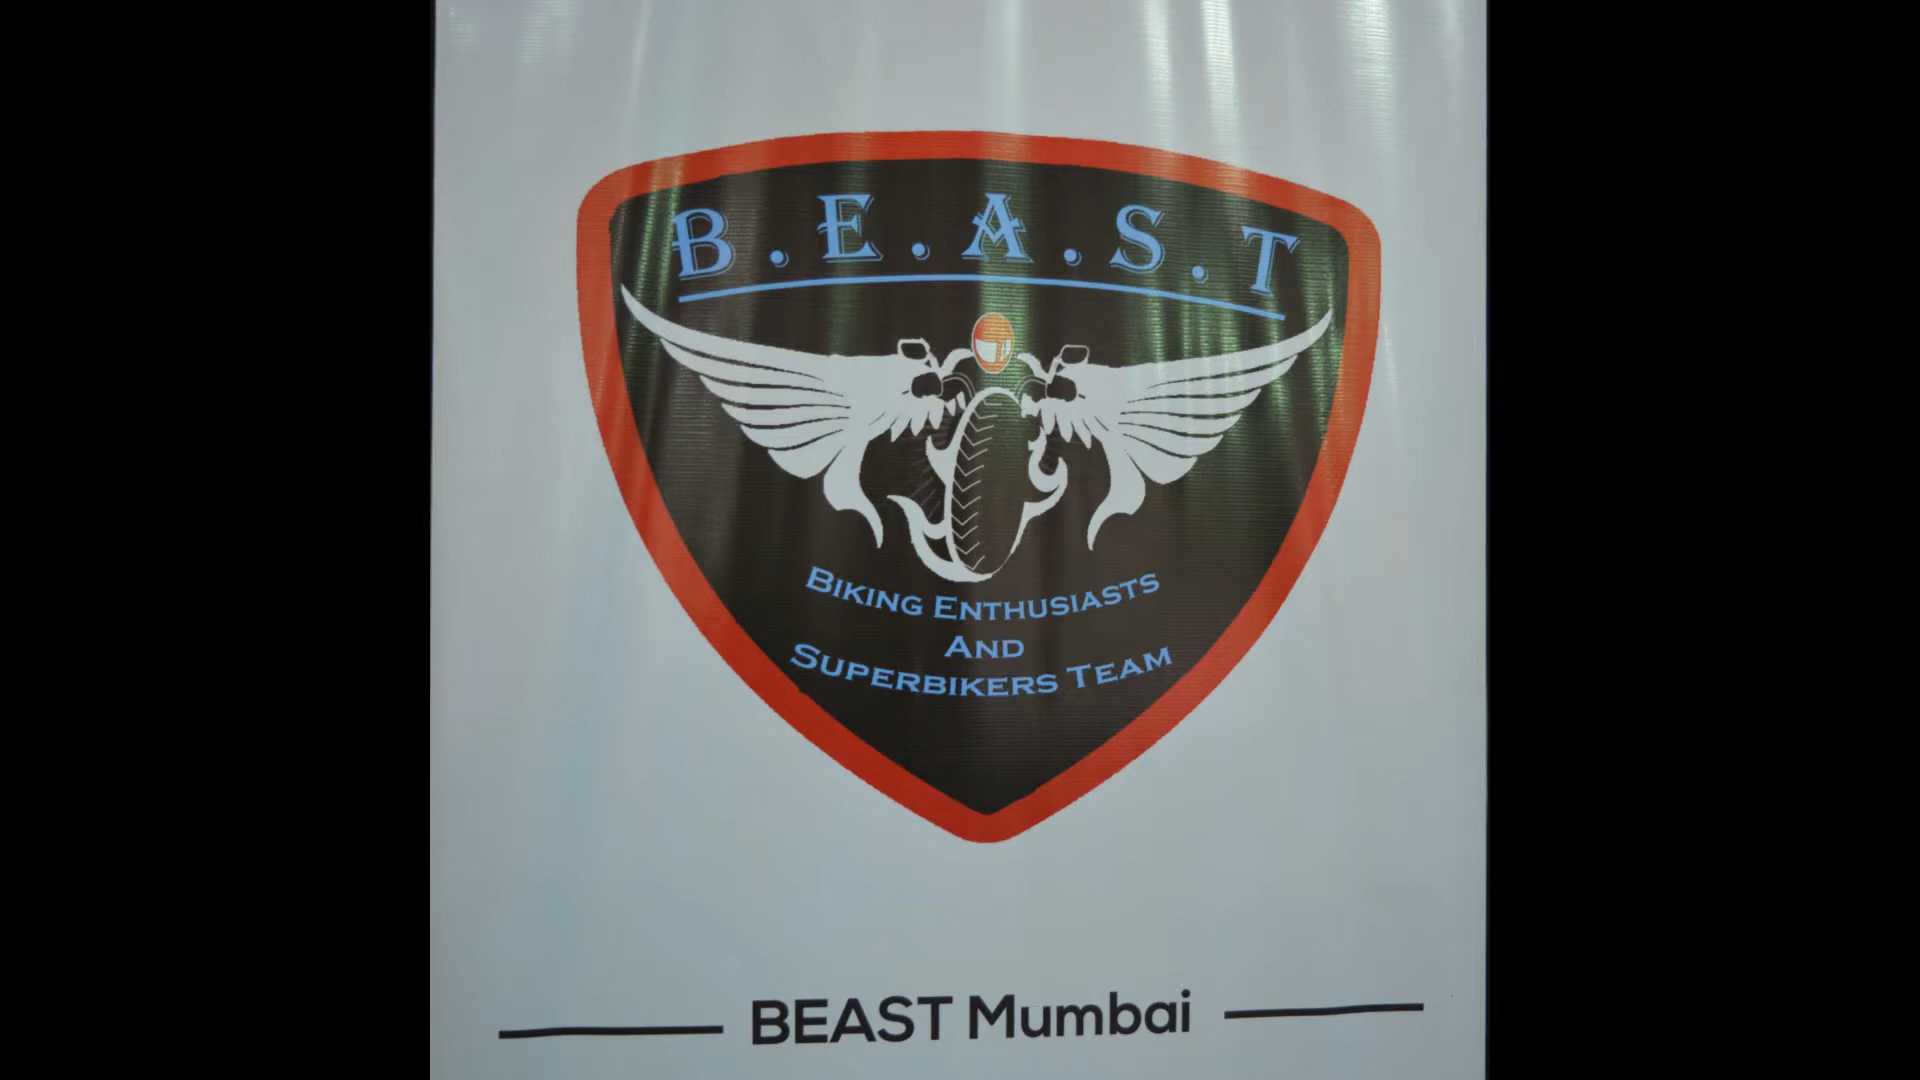 B.E.A.S.T
Biking Enthusiasts
And
Superbikers Team
BEAST Mumbai